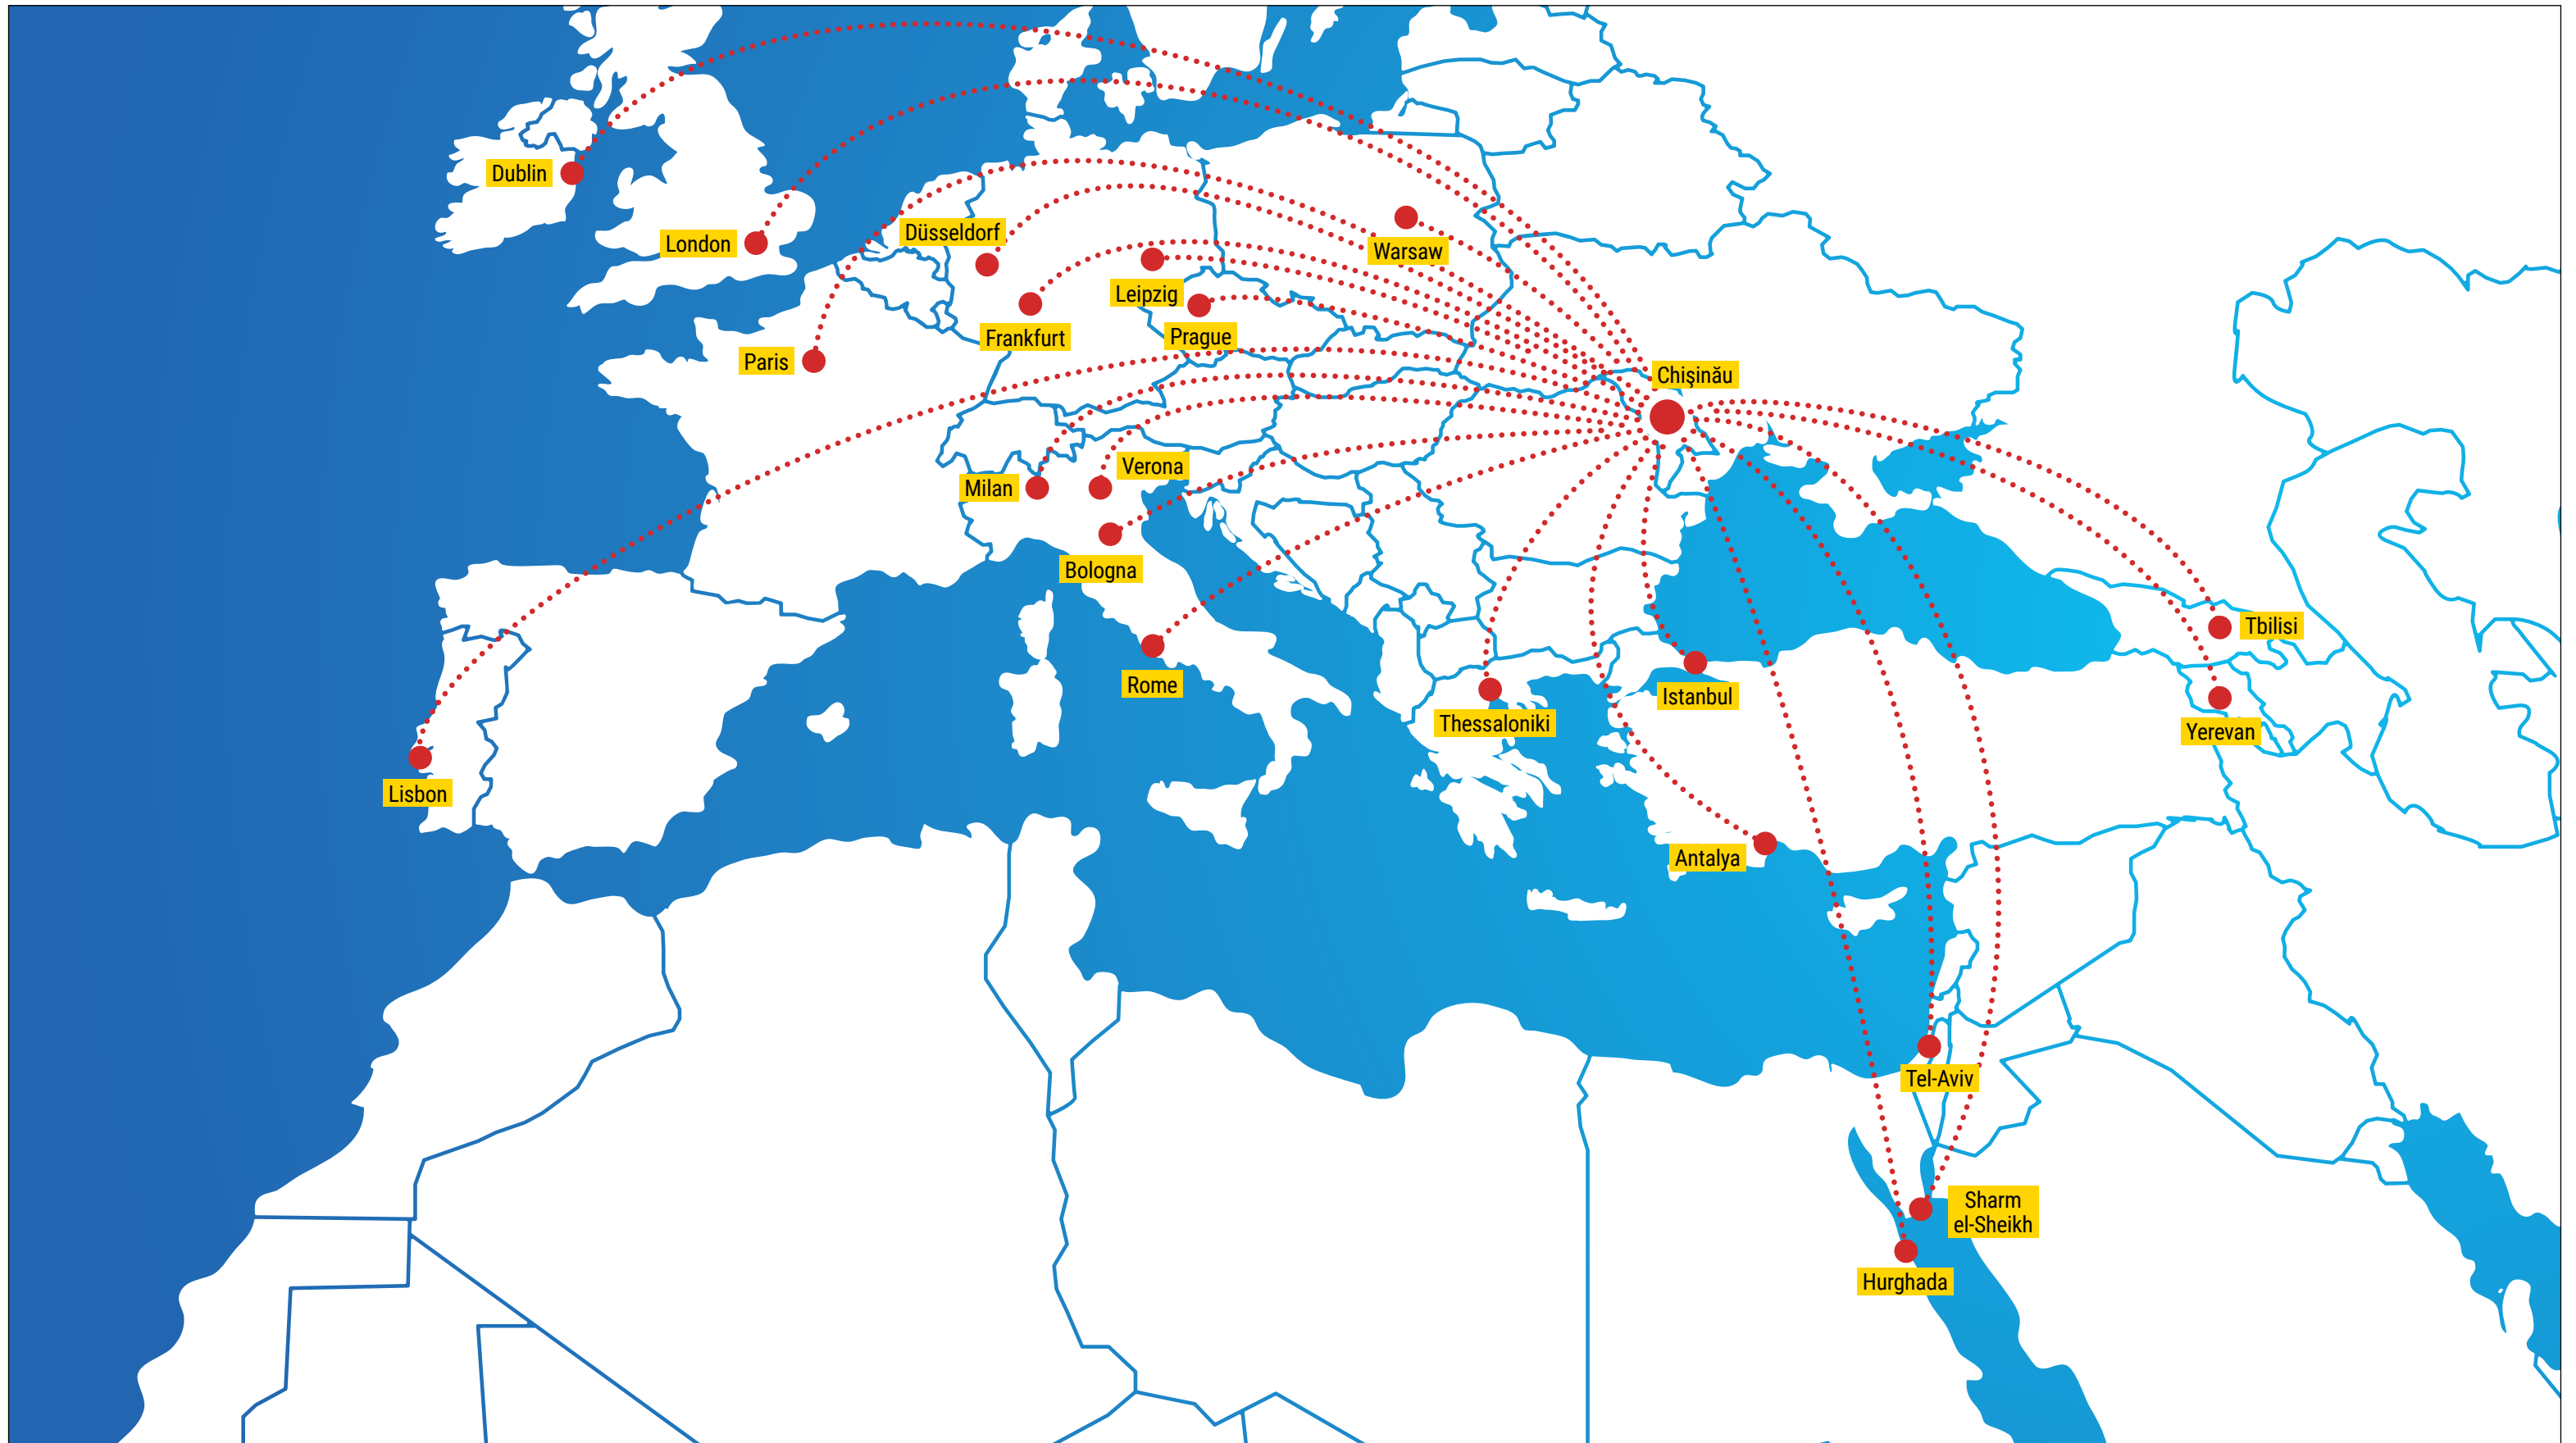 Dublin
London
Düsseldorf
Warsaw
Leipzig
Frankfurt
Prague
Paris
Chişinău
Verona
Milan
Bologna
Tbilisi
Rome
Istanbul
Thessaloniki
Yerevan
Lisbon
Antalya
Tel-Aviv
Sharm
el-Sheikh
Hurghada